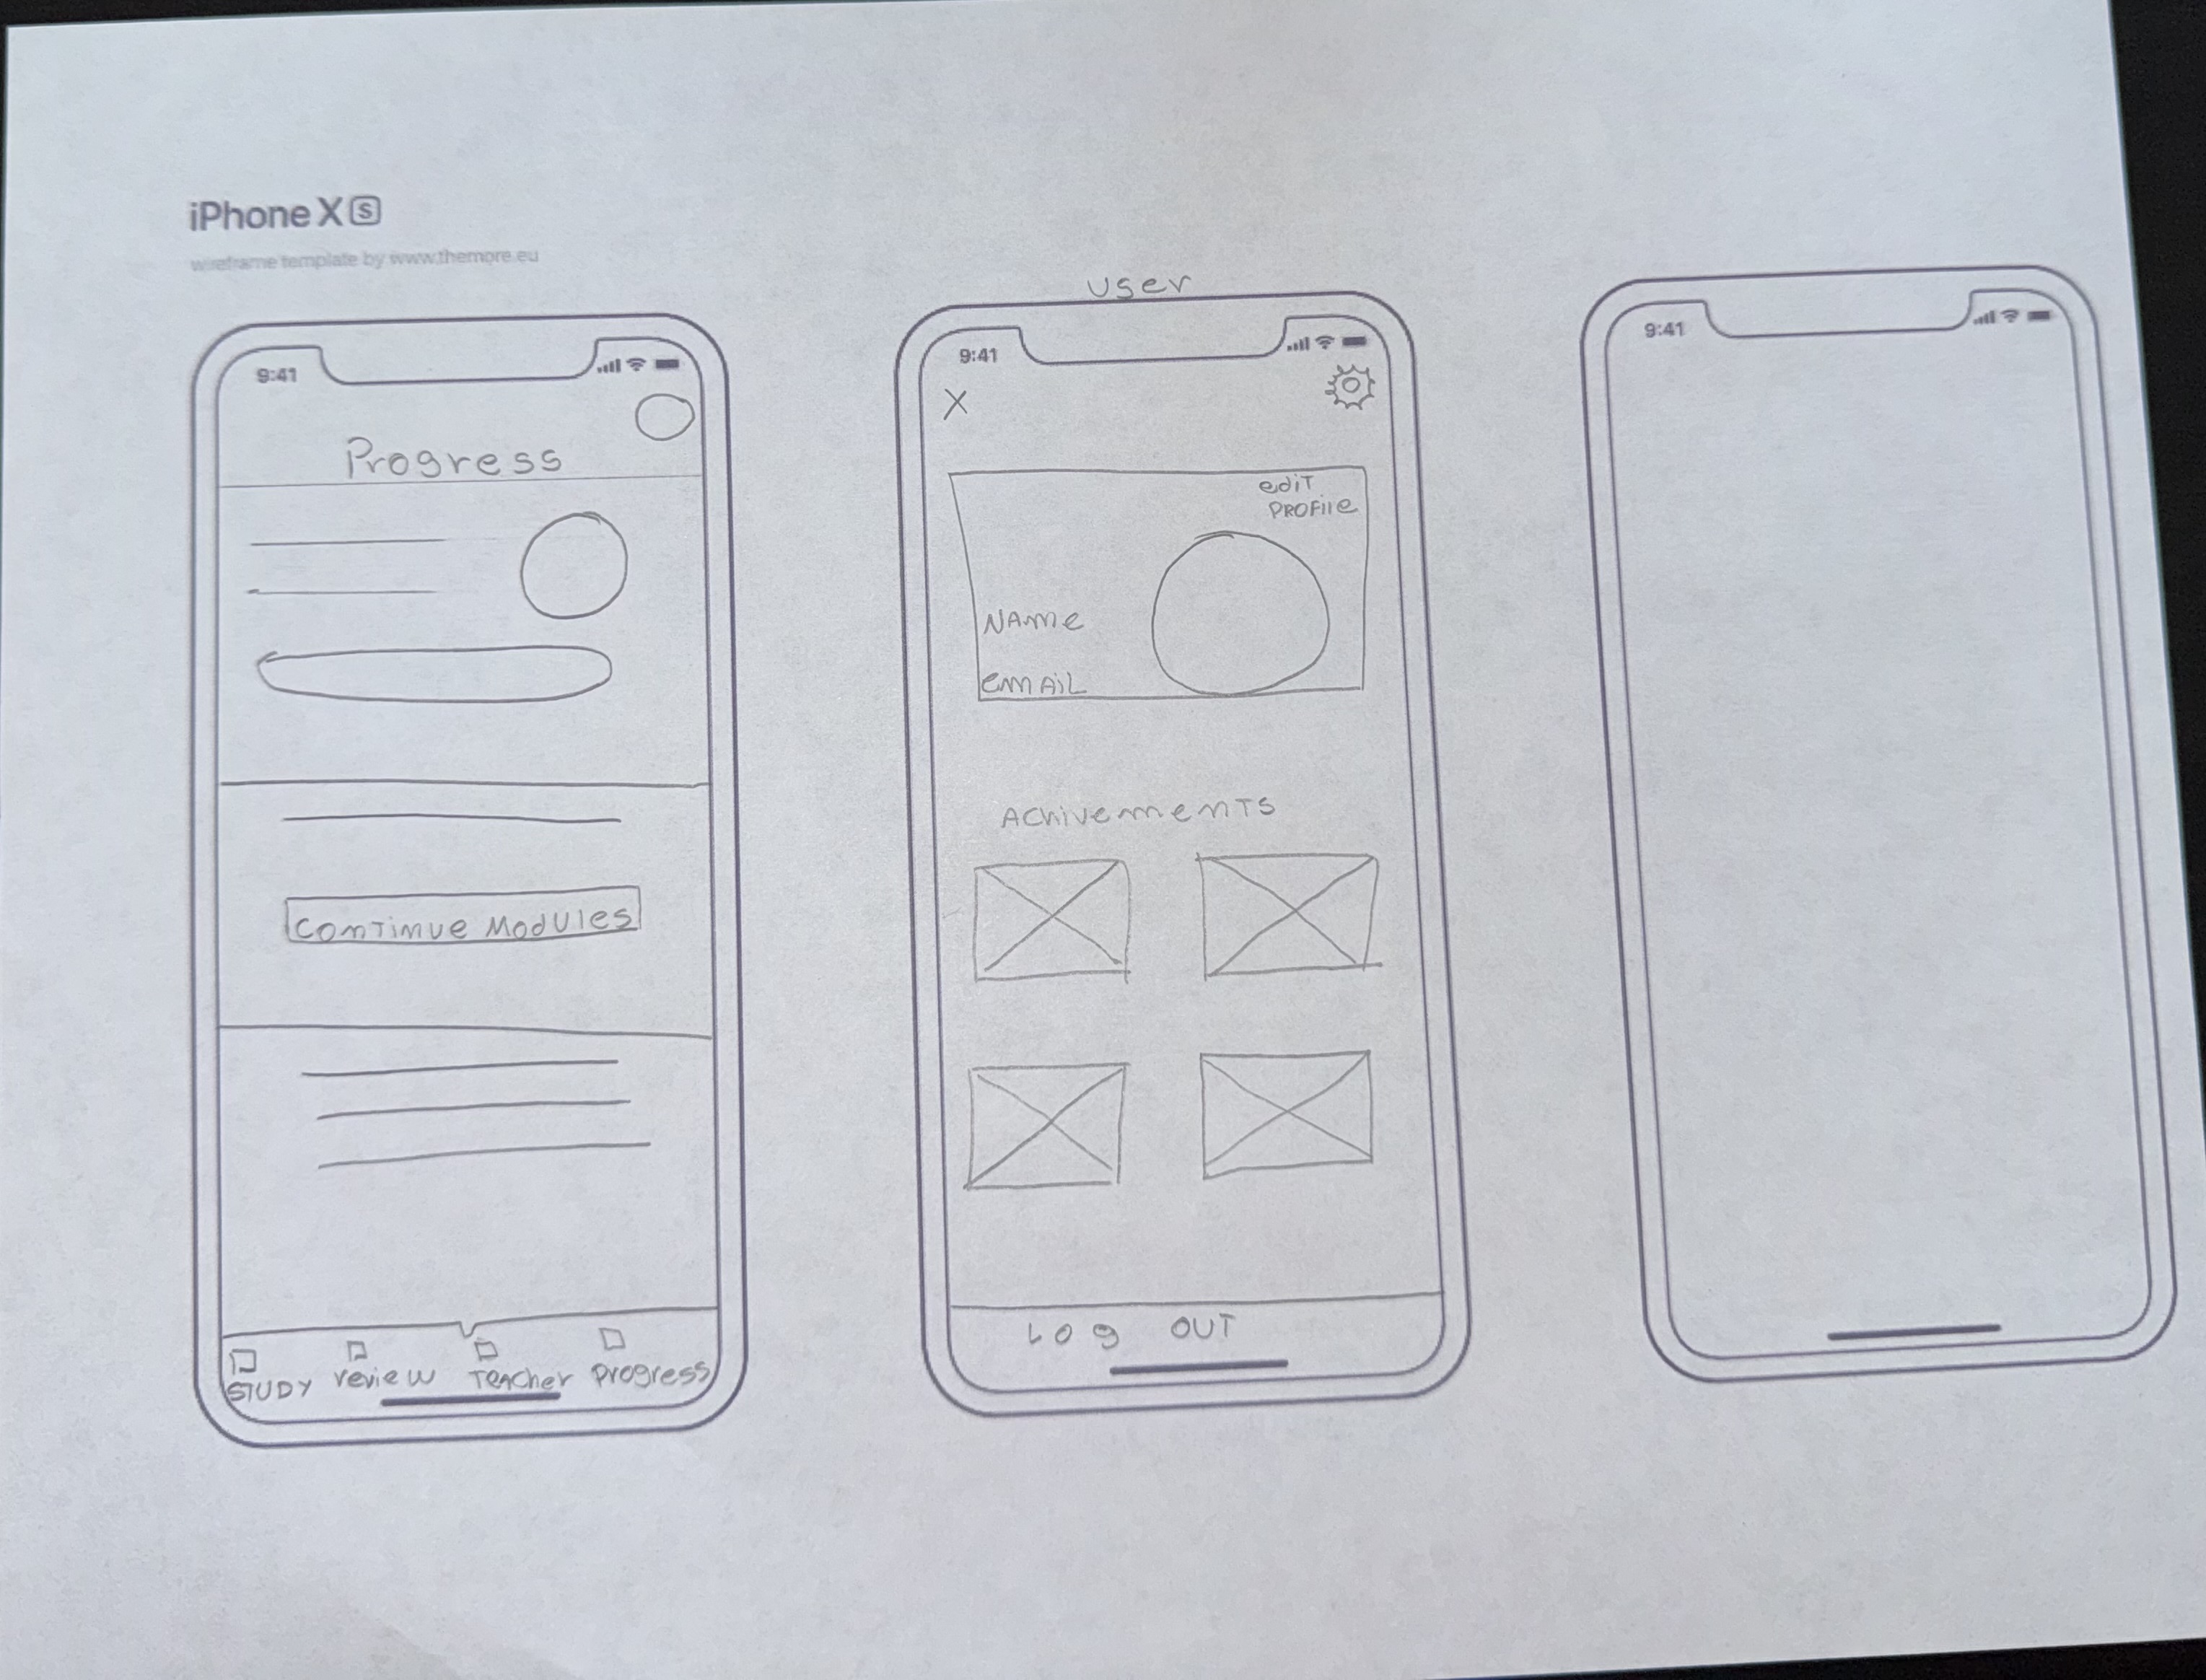 iPhone XS
wireframe template by www.themore.eu
9:41
Progress
CONTINUE MODULES
STUDY review TEAcher progress
user
9:41
X
ediT
PROFile
NAme
emAiL
AChivemeNTS
LOg OUT
9:41